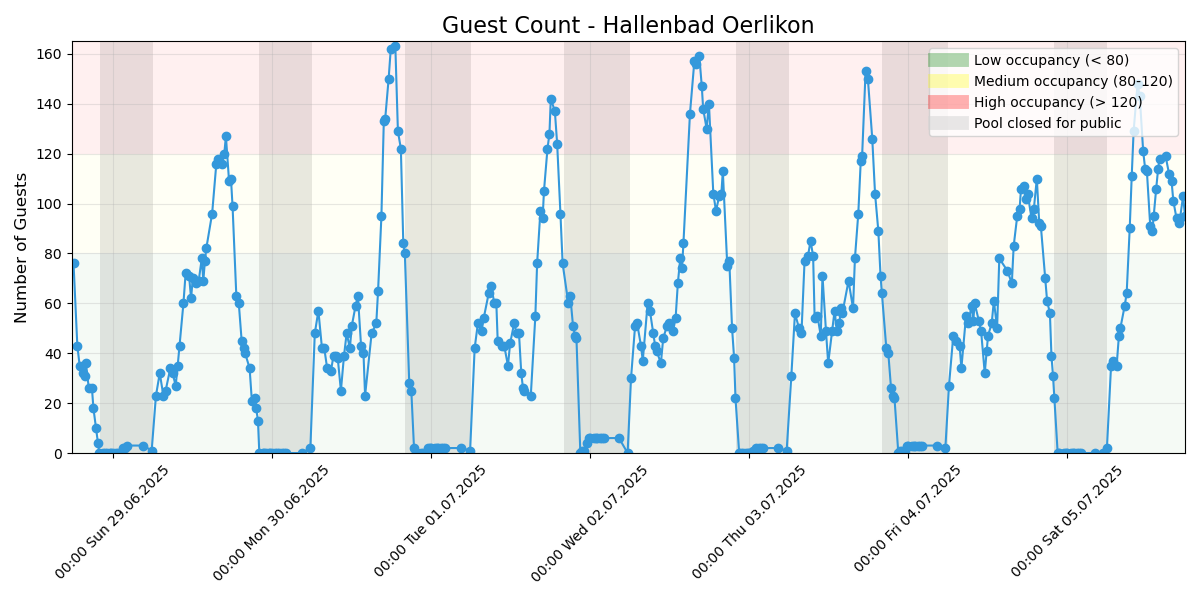 Guest Count - Hallenbad Oerlikon
Number of Guests
160
140
120
100
80
60
40
20
0
Low occupancy (< 80)
Medium occupancy (80-120)
High occupancy (> 120)
Pool closed for public
00:00 Sun 29.06.2025
00:00 Mon 30.06.2025
00:00 Tue 01.07.2025
00:00 Wed 02.07.2025
00:00 Thu 03.07.2025
00:00 Fri 04.07.2025
00:00 Sat 05.07.2025